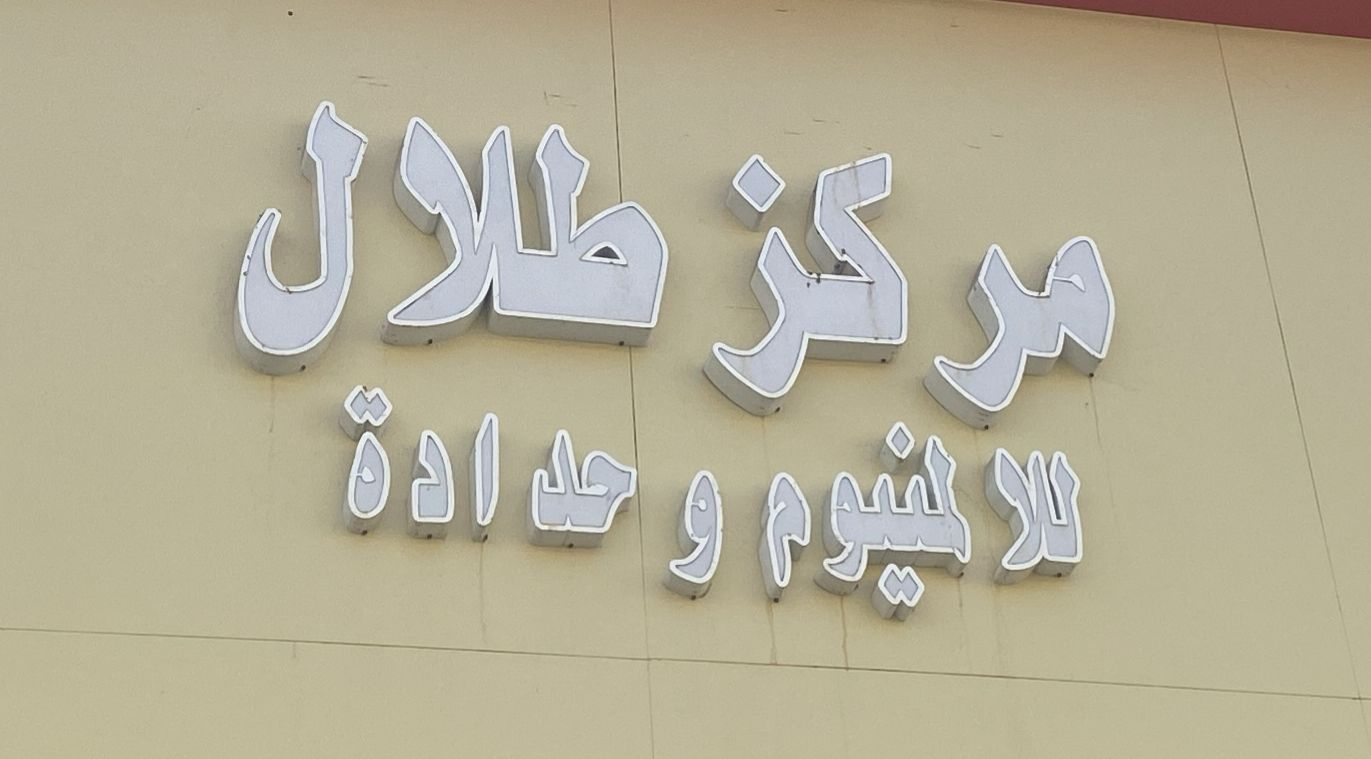 مركز طلال
للالمنيوم و حدادة